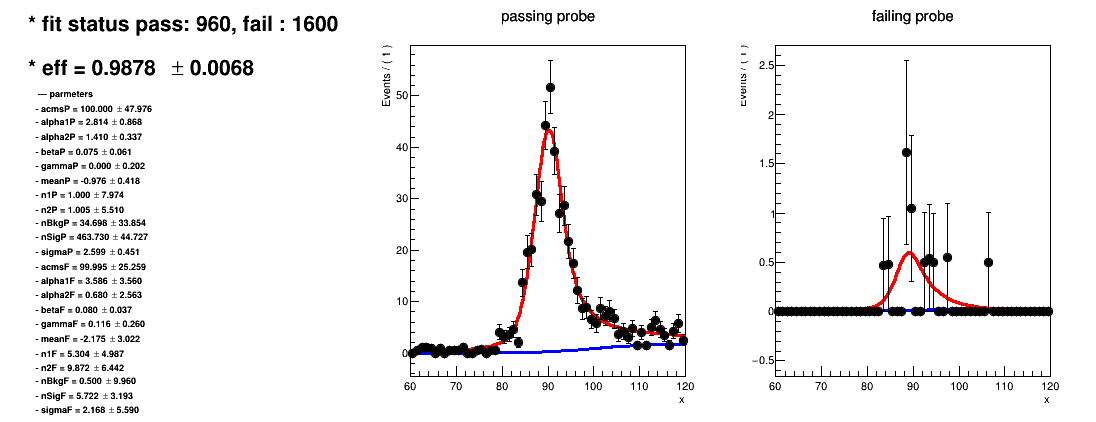 * fit status pass: 960, fail : 1600
* eff = 0.9878 ± 0.0068
--- parmeters
- acmsP = 100.000 ± 47.976
- alpha1P = 2.814 ± 0.868
- alpha2P = 1.410 ± 0.337
- betaP = 0.075 ± 0.061
- gammaP = 0.000 ± 0.202
- meanP = -0.976 ± 0.418
- n1P = 1.000 ± 7.974
- n2P = 1.005 ± 5.510
- nBkgP = 34.698 ± 33.854
- nSigP = 463.730 ± 44.727
- sigmaP = 2.599 ± 0.451
- acmsF = 99.995 ± 25.259
- alpha1F = 3.586 ± 3.560
- alpha2F = 0.680 ± 2.563
- betaF = 0.080 ± 0.037
- gammaF = 0.116 ± 0.260
- meanF = -2.175 ± 3.022
- n1F = 5.304 ± 4.987
- n2F = 9.872 ± 6.442
- nBkgF = 0.500 ± 9.960
- nSigF = 5.722 ± 3.193
- sigmaF = 2.168 ± 5.590
passing probe
Events / ( 1 )
50
40
30
20
10
0
60 70 80 90 100 110 120
x
failing probe
Events / ( 1 )
2.5
2
1.5
1
0.5
0
−0.5
60 70 80 90 100 110 120
x